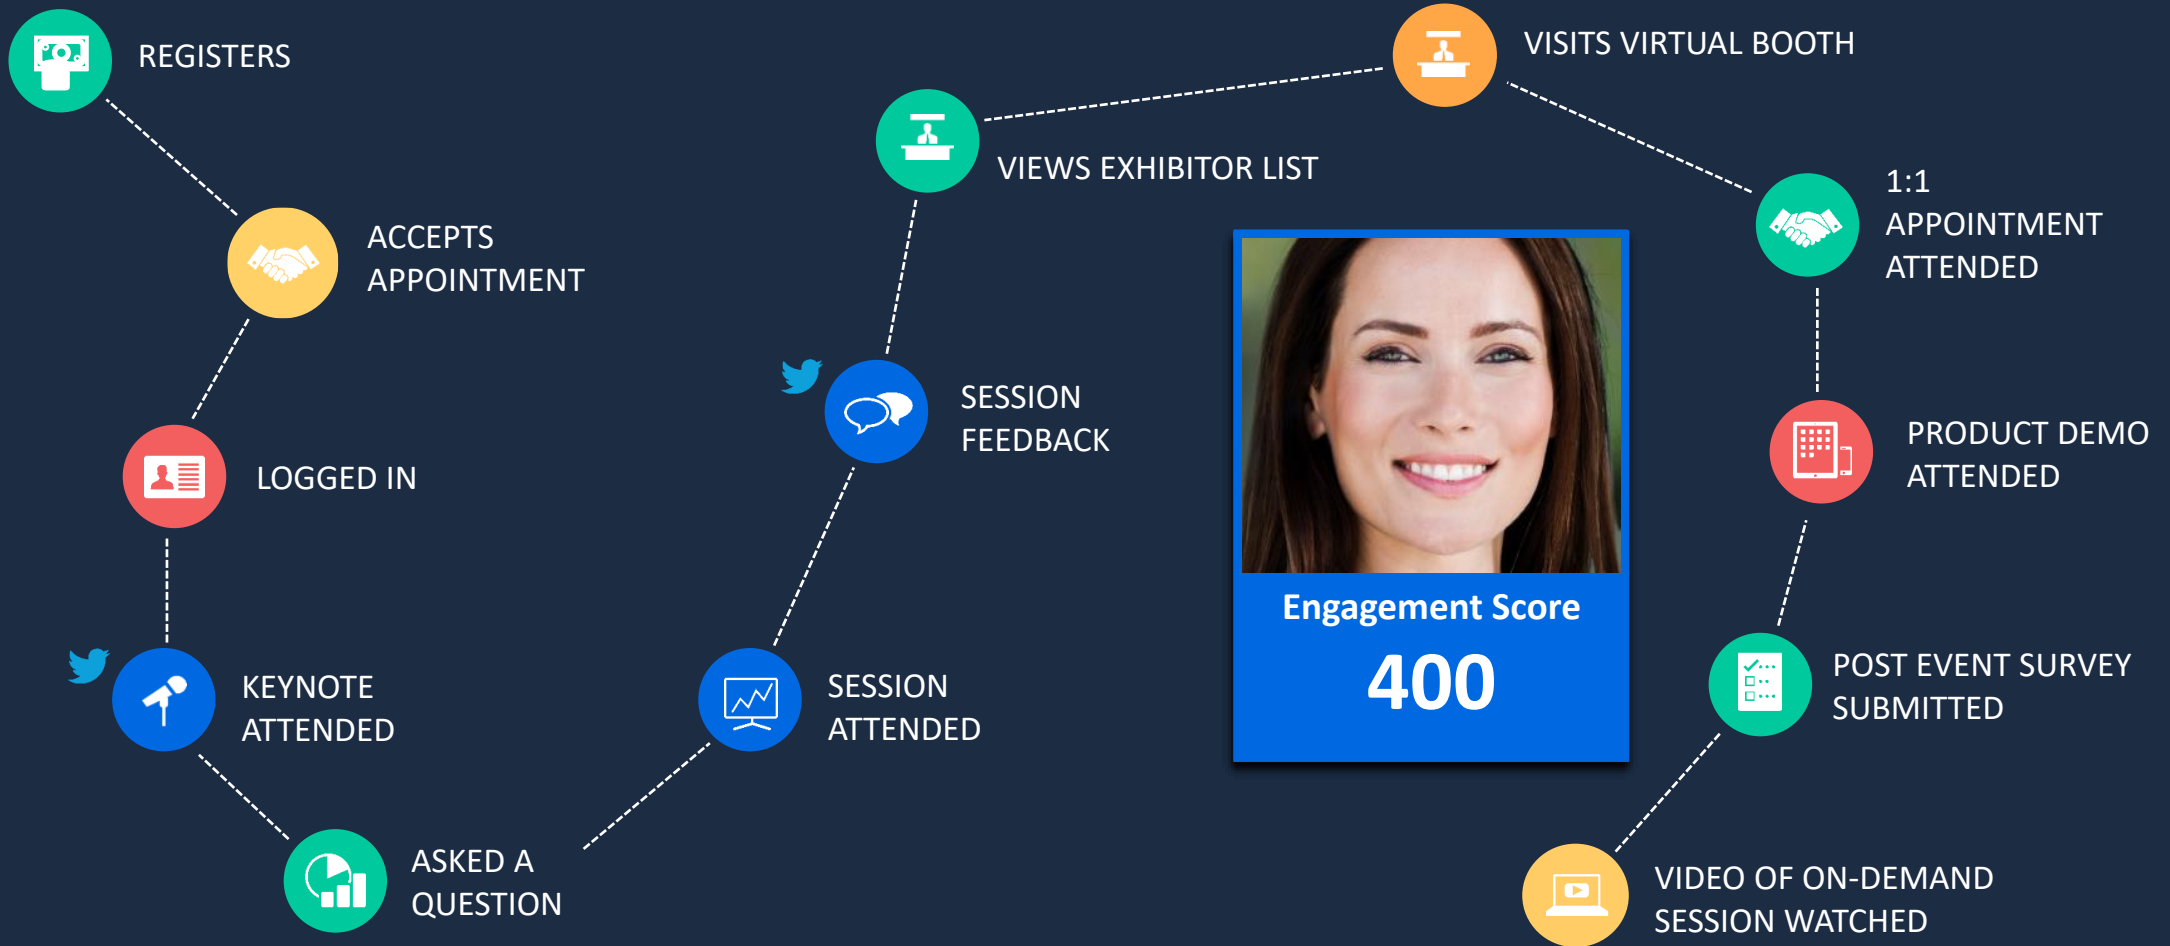 REGISTERS
ACCEPTS
APPOINTMENT
LOGGED IN
KEYNOTE
ATTENDED
ASKED A
QUESTION
SESSION
ATTENDED
SESSION
FEEDBACK
VIEWS EXHIBITOR LIST
VISITS VIRTUAL BOOTH
1:1
APPOINTMENT
ATTENDED
PRODUCT DEMO
ATTENDED
POST EVENT SURVEY
SUBMITTED
VIDEO OF ON-DEMAND
SESSION WATCHED
Engagement Score
400